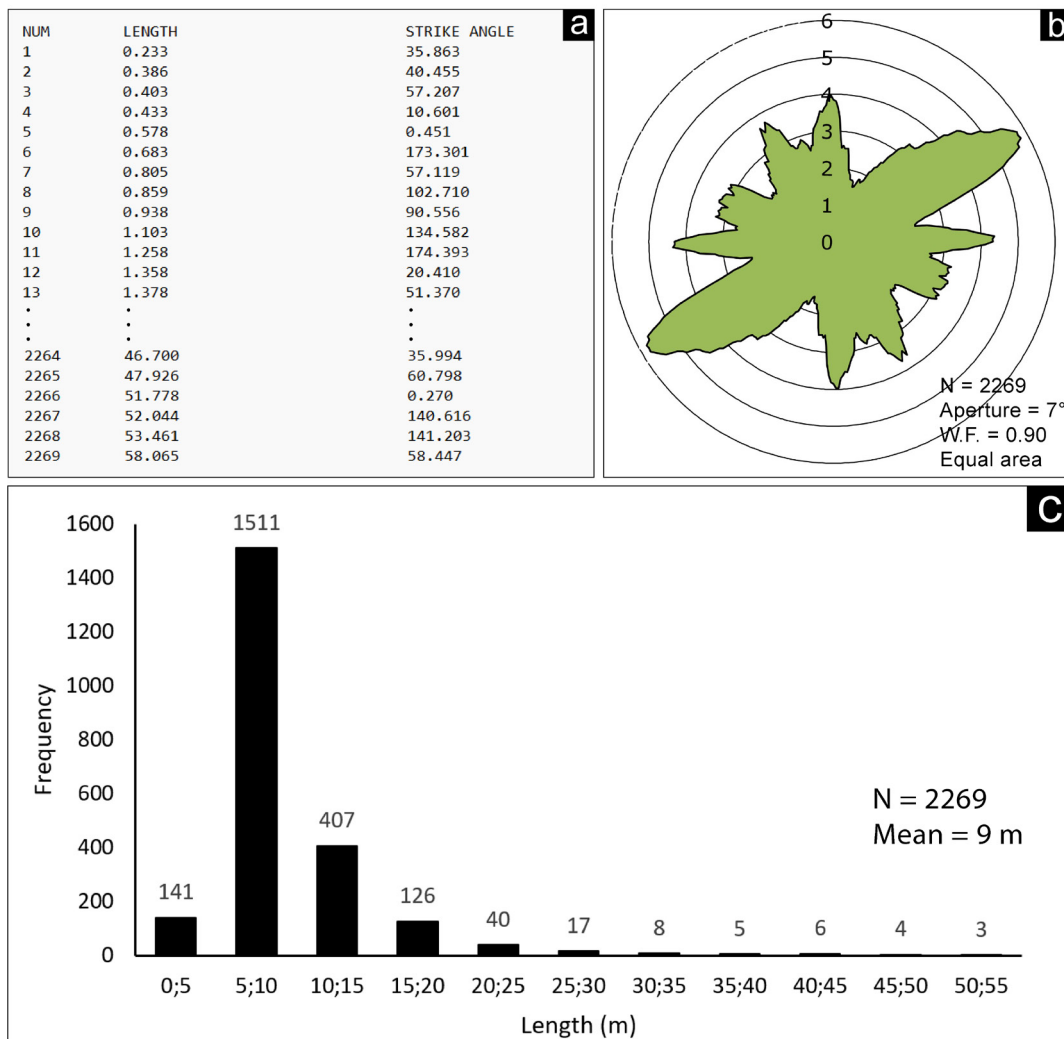 a
NUM LENGTH STRIKE ANGLE
1 0.233 35.863
2 0.386 40.455
3 0.403 57.207
4 0.433 10.601
5 0.578 0.451
6 0.683 173.301
7 0.805 57.119
8 0.859 102.710
9 0.938 90.556
10 1.103 134.582
11 1.258 174.393
12 1.358 20.410
13 1.378 51.370
. . .
. . .
. . .
2264 46.700 35.994
2265 47.926 60.798
2266 51.778 0.270
2267 52.044 140.616
2268 53.461 141.203
2269 58.065 58.447
b
6
5
4
3
2
1
0
N = 2269
Aperture = 7°
W.F. = 0.90
Equal area
c
Frequency
1600
1400
1200
1000
800
600
400
200
0
141
1511
407
126
40
17
8
5
6
4
3
N = 2269
Mean = 9 m
0;5 5;10 10;15 15;20 20;25 25;30 30;35 35;40 40;45 45;50 50;55
Length (m)